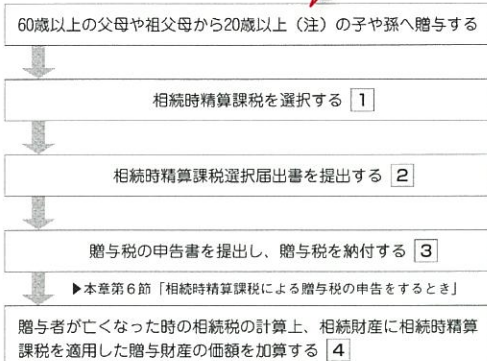 60歳以上の父母や祖父母から20歳以上（注）の子や孫へ贈与する
相続時精算課税を選択する 1
相続時精算課税選択届出書を提出する 2
贈与税の申告書を提出し、贈与税を納付する 3
▶本章第6節「相続時精算課税による贈与税の申告をするとき」
贈与者が亡くなった時の相続税の計算上、相続財産に相続時精算
課税を適用した贈与財産の価額を加算する 4